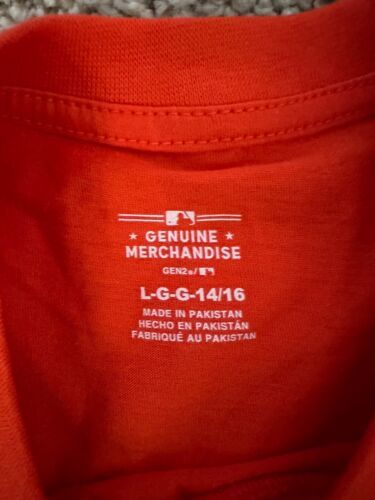 ★ GENUINE ★
MERCHANDISE
GEN2®/
L-G-G-14/16
MADE IN PAKISTAN
HECHO EN PAKISTÁN
FABRIQUÉ AU PAKISTAN